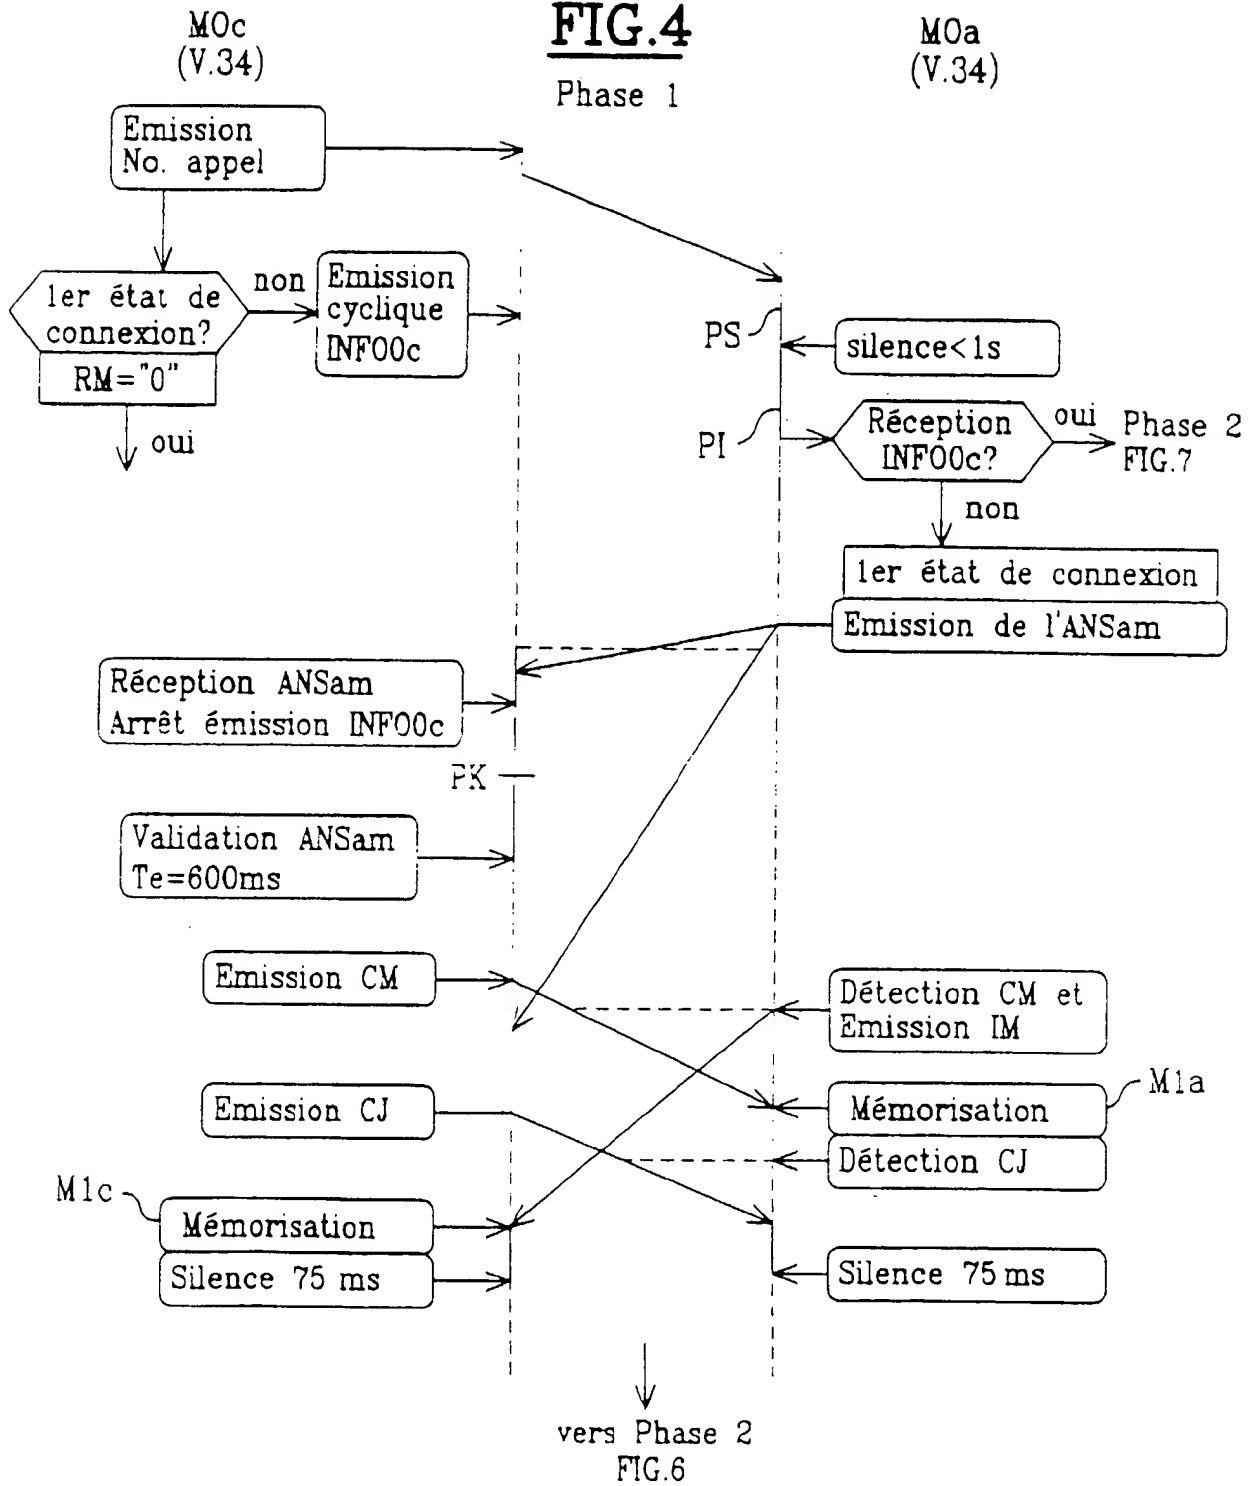 FIG.4
MOc
(V.34)
MOa
(V.34)
Phase 1
Emission
No. appel
1er état de
connexion?
RM="0"
non
oui
Emission
cyclique
INFO0c
PS
silence<1s
PI
Réception
INFO0c?
oui
Phase 2
FIG.7
non
1er état de connexion
Emission de l'ANSam
Réception ANSam
Arrêt émission INFO0c
PK
Validation ANSam
Te=600ms
Emission CM
Détection CM et
Emission IM
Emission CJ
Mémorisation
M1a
Détection CJ
M1c
Mémorisation
Silence 75 ms
Silence 75 ms
vers Phase 2
FIG.6